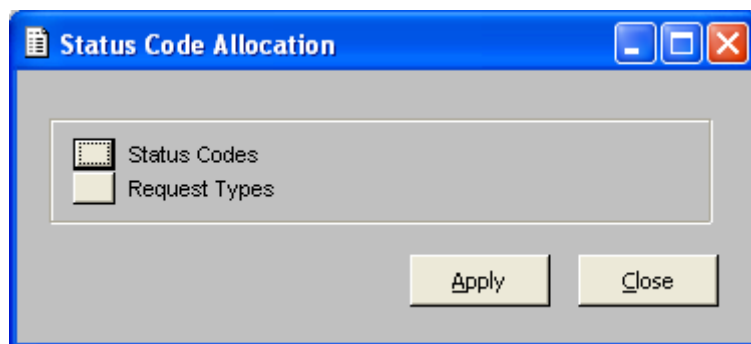 Status Code Allocation
Status Codes
Request Types
Apply Close